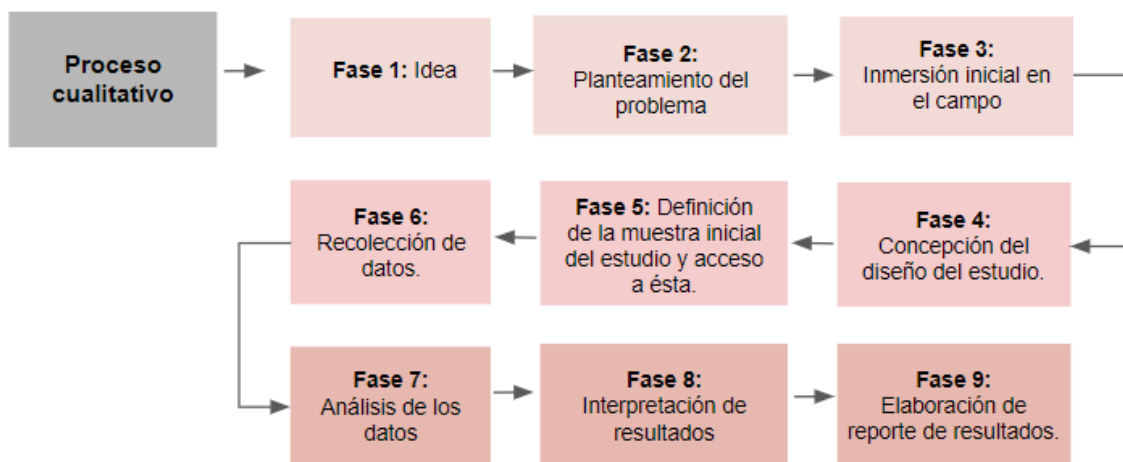 Proceso
cualitativo
Fase 1: Idea
Fase 2:
Planteamiento del
problema
Fase 3:
Inmersión inicial en
el campo
Fase 4:
Concepción del
diseño del estudio.
Fase 5: Definición
de la muestra inicial
del estudio y acceso
a ésta.
Fase 6:
Recolección de
datos.
Fase 7:
Análisis de los
datos
Fase 8:
Interpretación de
resultados
Fase 9:
Elaboración de
reporte de resultados.